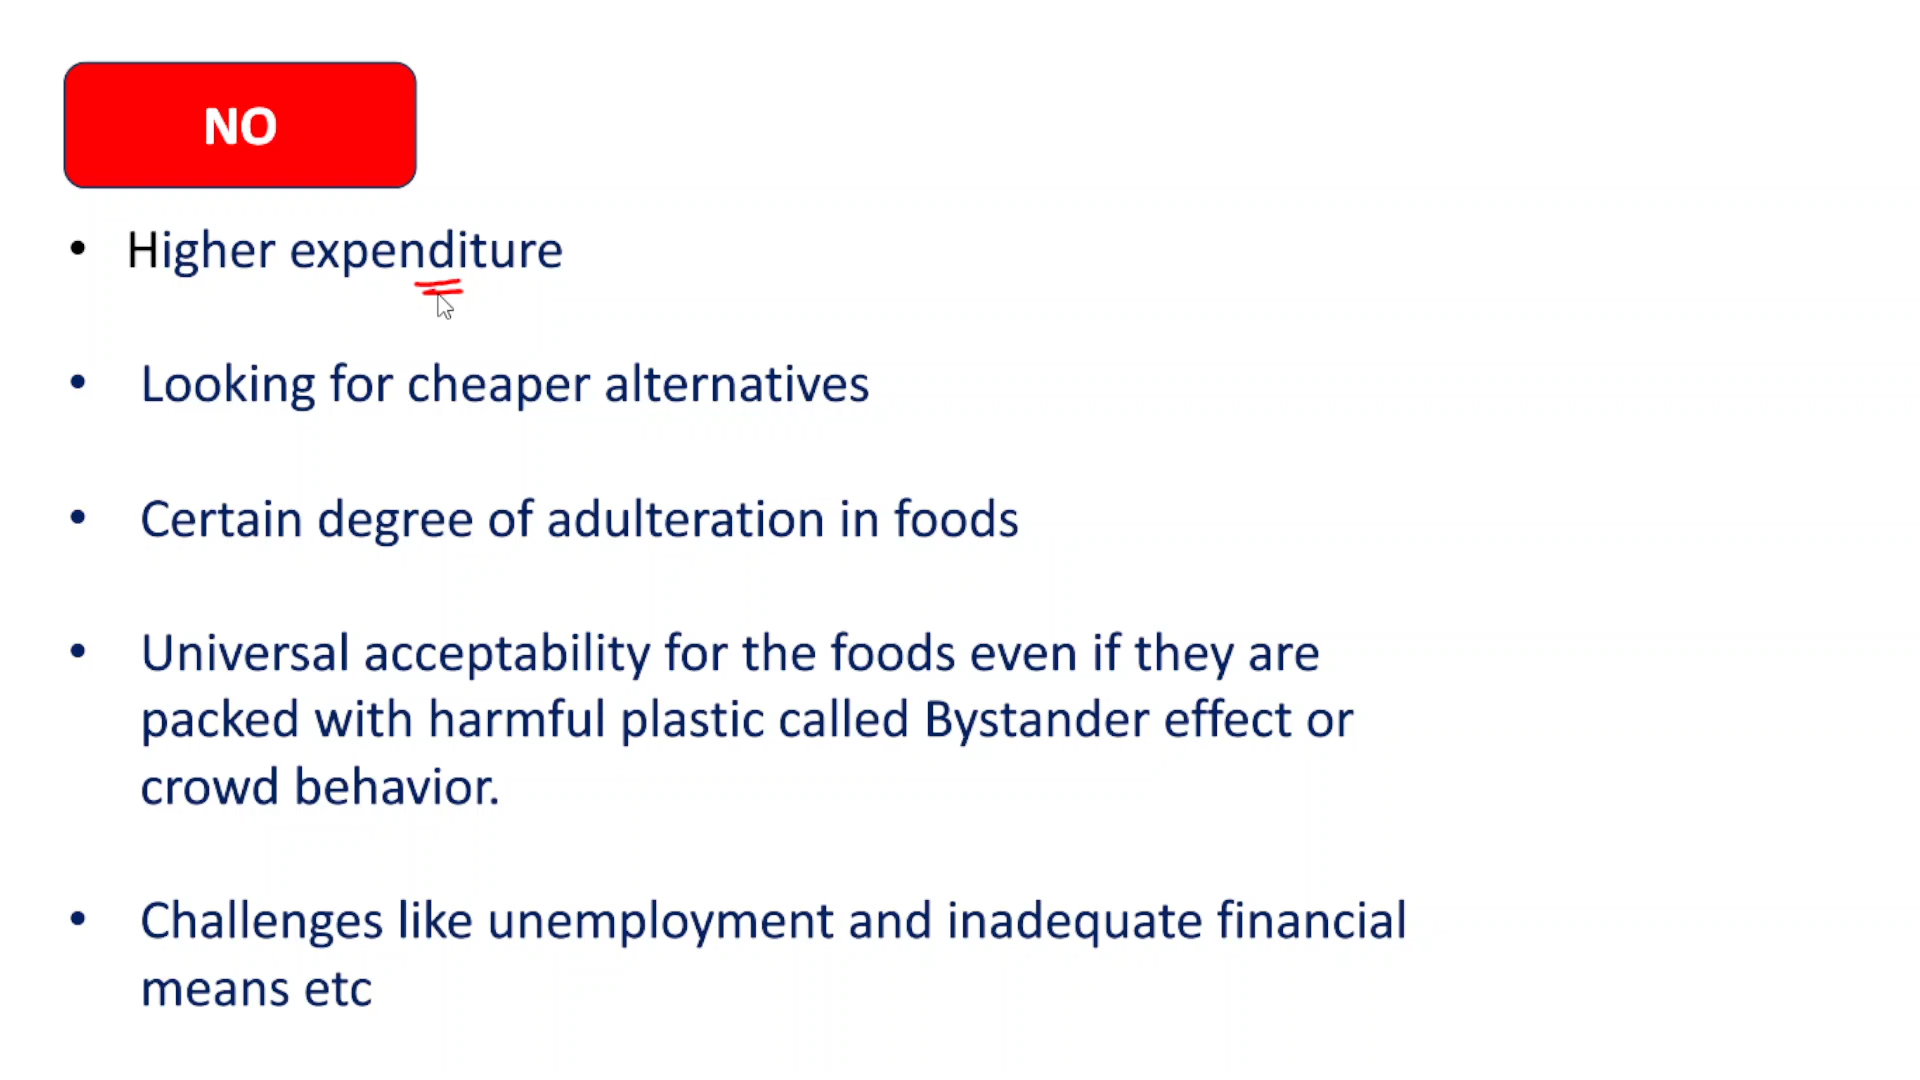 NO
• Higher expenditure
• Looking for cheaper alternatives
• Certain degree of adulteration in foods
• Universal acceptability for the foods even if they are
packed with harmful plastic called Bystander effect or
crowd behavior.
• Challenges like unemployment and inadequate financial
means etc